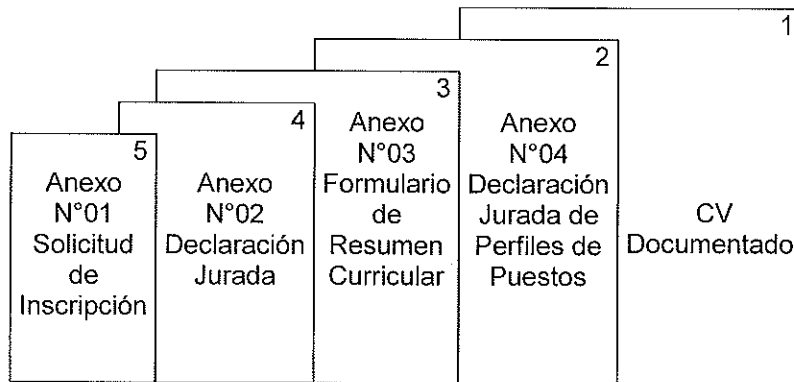 5
Anexo
N°01
Solicitud
de
Inscripción
4
Anexo
N°02
Declaración
Jurada
3
Anexo
N°03
Formulario
de
Resumen
Curricular
2
Anexo
N°04
Declaración
Jurada de
Perfiles de
Puestos
1
CV
Documentado